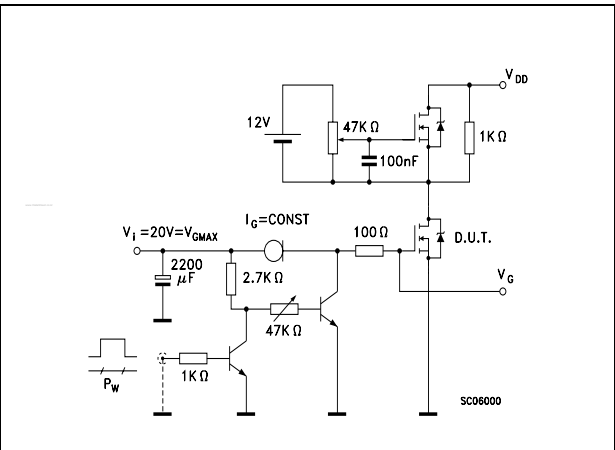 V_DD
12V
47K Ω
1K Ω
100nF
I_G=CONST
V_i =20V=V_GMAX
100 Ω
D.U.T.
2200
μF
2.7K Ω
V_G
47K Ω
1K Ω
P_W
SC06000